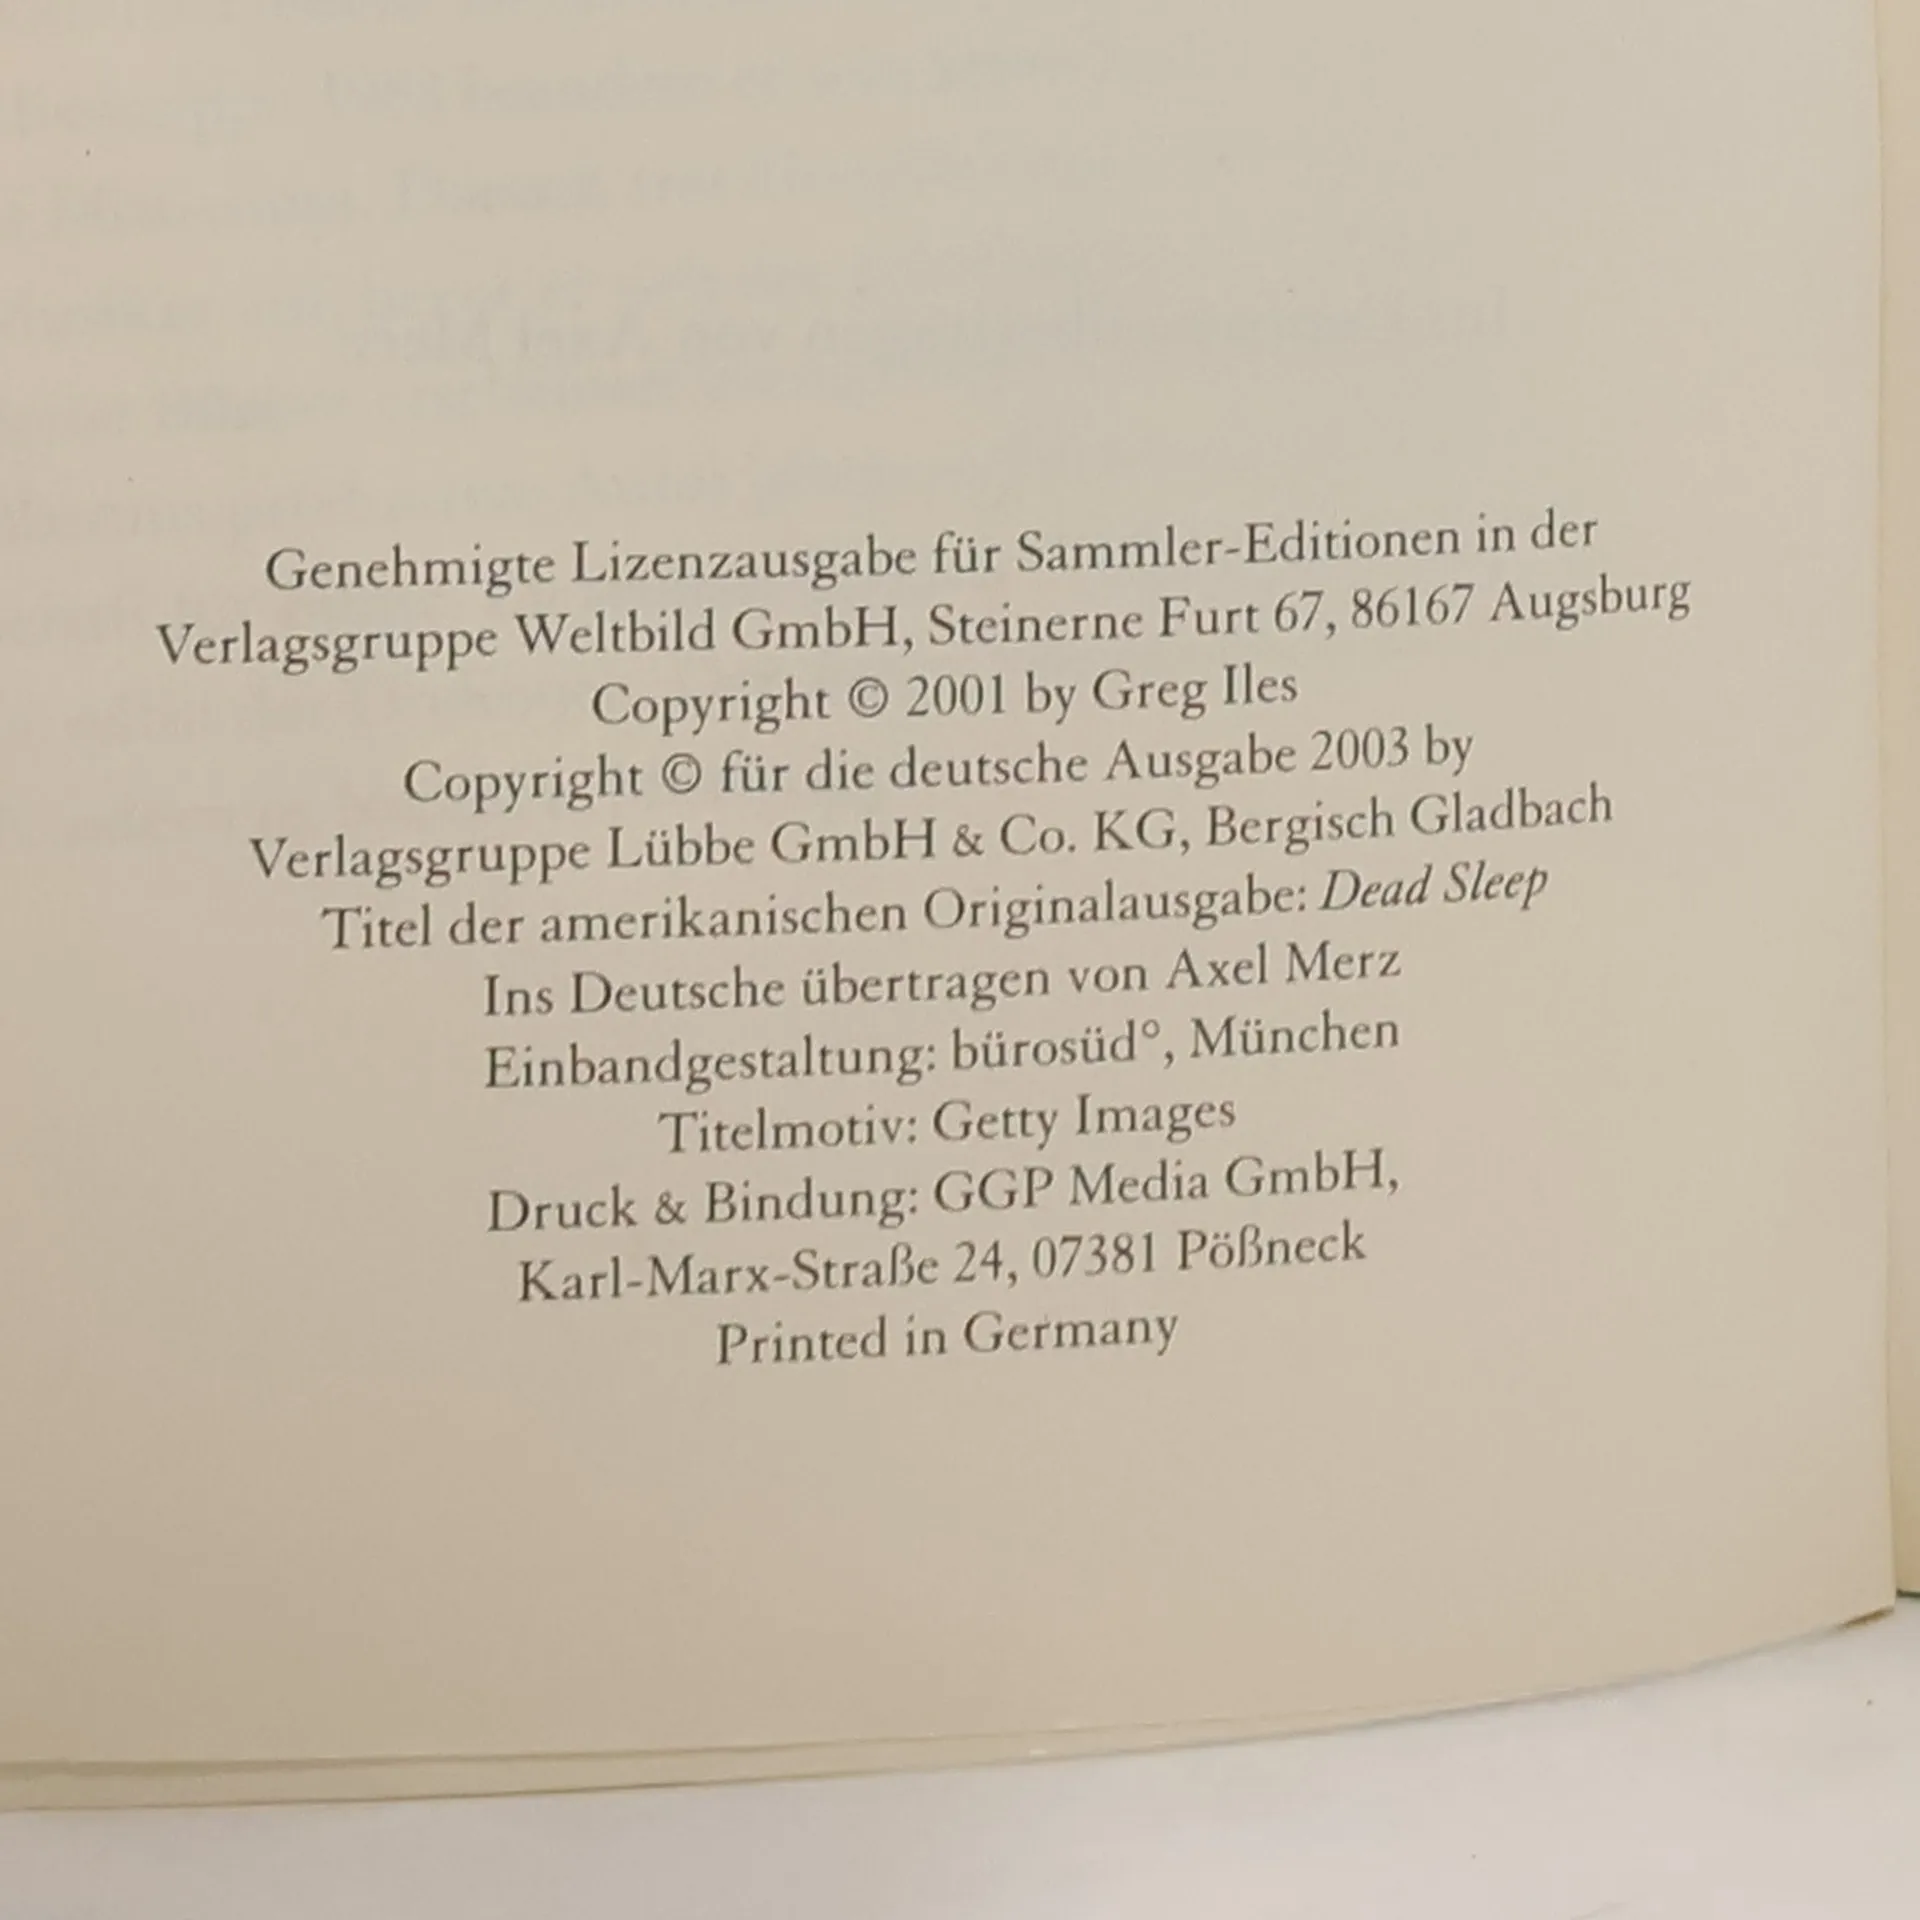 Genehmigte Lizenzausgabe für Sammler-Editionen in der
Verlagsgruppe Weltbild GmbH, Steinerne Furt 67, 86167 Augsburg
Copyright © 2001 by Greg Iles
Copyright © für die deutsche Ausgabe 2003 by
Verlagsgruppe Lübbe GmbH & Co. KG, Bergisch Gladbach
Titel der amerikanischen Originalausgabe: Dead Sleep
Ins Deutsche übertragen von Axel Merz
Einbandgestaltung: bürosüd°, München
Titelmotiv: Getty Images
Druck & Bindung: GGP Media GmbH,
Karl-Marx-Straße 24, 07381 Pößneck
Printed in Germany